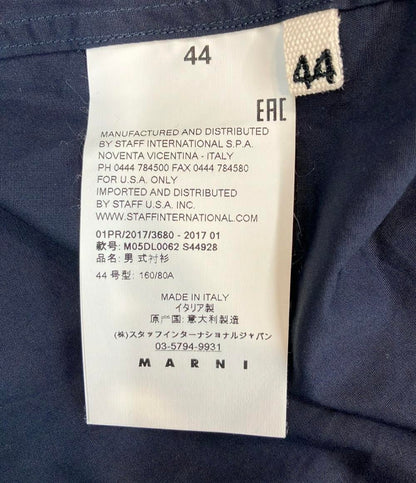 44
44
EAC
MANUFACTURED AND DISTRIBUTED
BY STAFF INTERNATIONAL S.P.A.
NOVENTA VICENTINA - ITALY
PH 0444 784500 FAX 0444 784580
FOR U.S.A. ONLY
IMPORTED AND DISTRIBUTED
BY STAFF U.S.A. INC.
WWW.STAFFINTERNATIONAL.COM
01PR/2017/3680 - 2017 01
款号: M05DL0062 S44928
品名: 男 式衬衫
44 号型: 160/80A
MADE IN ITALY
イタリア製
原产国: 意大利製造
(株)スタッフインターナショナルジャパン
03-5794-9931
MARNI